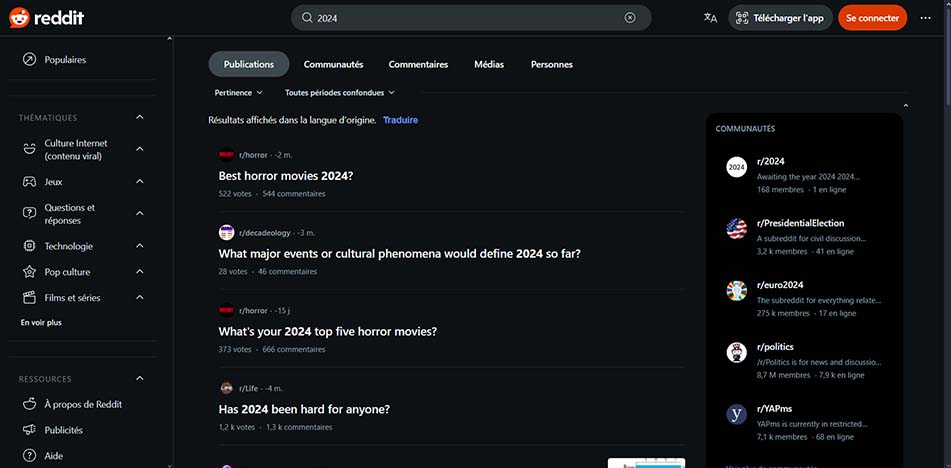 reddit
2024
Télécharger l'app
Se connecter
Populaires
THÉMATIQUES
Culture Internet
(contenu viral)
Jeux
Questions et
réponses
Technologie
Pop culture
Films et séries
En voir plus
RESSOURCES
À propos de Reddit
Publicités
Aide
Publications
Communautés
Commentaires
Médias
Personnes
Pertinence
Toutes périodes confondues
Résultats affichés dans la langue d'origine. Traduire
r/horror · -2 m.
Best horror movies 2024?
522 votes · 544 commentaires
r/decadeology · -3 m.
What major events or cultural phenomena would define 2024 so far?
28 votes · 46 commentaires
r/horror · -15 j
What's your 2024 top five horror movies?
373 votes · 666 commentaires
r/Life · -4 m.
Has 2024 been hard for anyone?
1,2 k votes · 1,3 k commentaires
COMMUNAUTÉS
2024
r/2024
Awaiting the year 2024 2024...
168 membres · 1 en ligne
r/PresidentialElection
A subreddit for civil discussion...
3,2 k membres · 41 en ligne
r/euro2024
The subreddit for everything relate...
275 k membres · 17 en ligne
r/politics
/r/Politics is for news and discussio...
8,7 M membres · 7,9 k en ligne
y
r/YAPms
YAPms is currently in restricted...
7,1 k membres · 68 en ligne